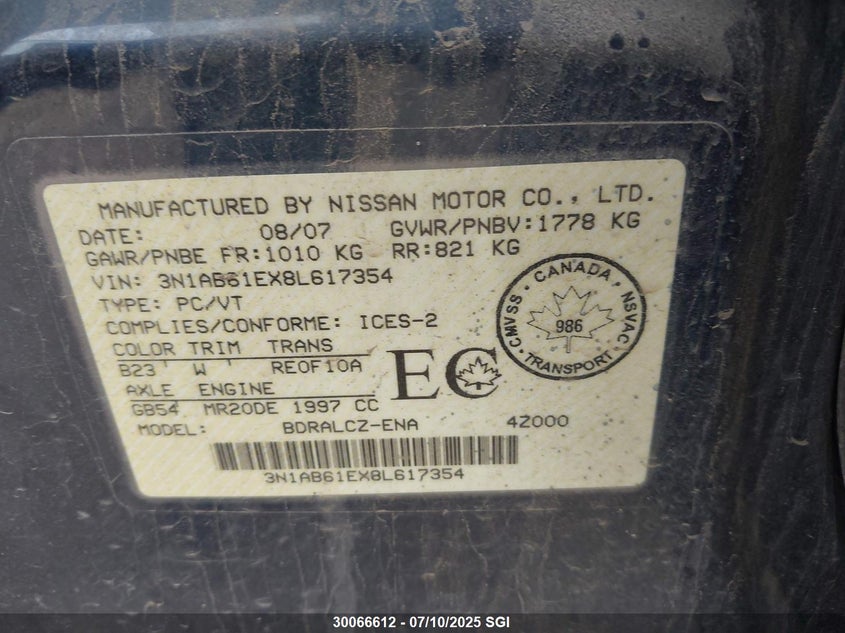 MANUFACTURED BY NISSAN MOTOR CO., LTD.
DATE: 08/07 GVWR/PNBV:1778 KG
GAWR/PNBE FR:1010 KG RR:821 KG
VIN: 3N1AB61EX8L617354
TYPE: PC/VT
COMPLIES/CONFORME: ICES-2
COLOR TRIM TRANS
B23 W REOF10A
AXLE ENGINE
GB54 MR20DE 1997 CC
MODEL: BDRALCZ-ENA 4Z000
3N1AB61EX8L617354
EC
CANADA
CMVSS NSVAC
986
TRANSPORT
30066612 - 07/10/2025 SGI